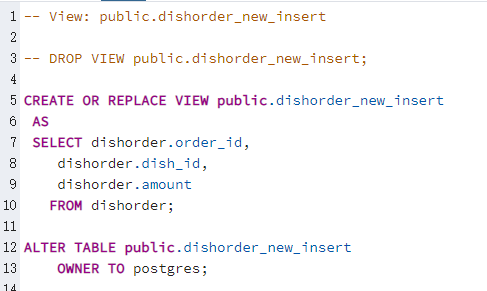 1 -- View: public.dishorder_new_insert
2
3 -- DROP VIEW public.dishorder_new_insert;
4
5 CREATE OR REPLACE VIEW public.dishorder_new_insert
6  AS
7  SELECT dishorder.order_id,
8     dishorder.dish_id,
9     dishorder.amount
10    FROM dishorder;
11
12 ALTER TABLE public.dishorder_new_insert
13     OWNER TO postgres;
14